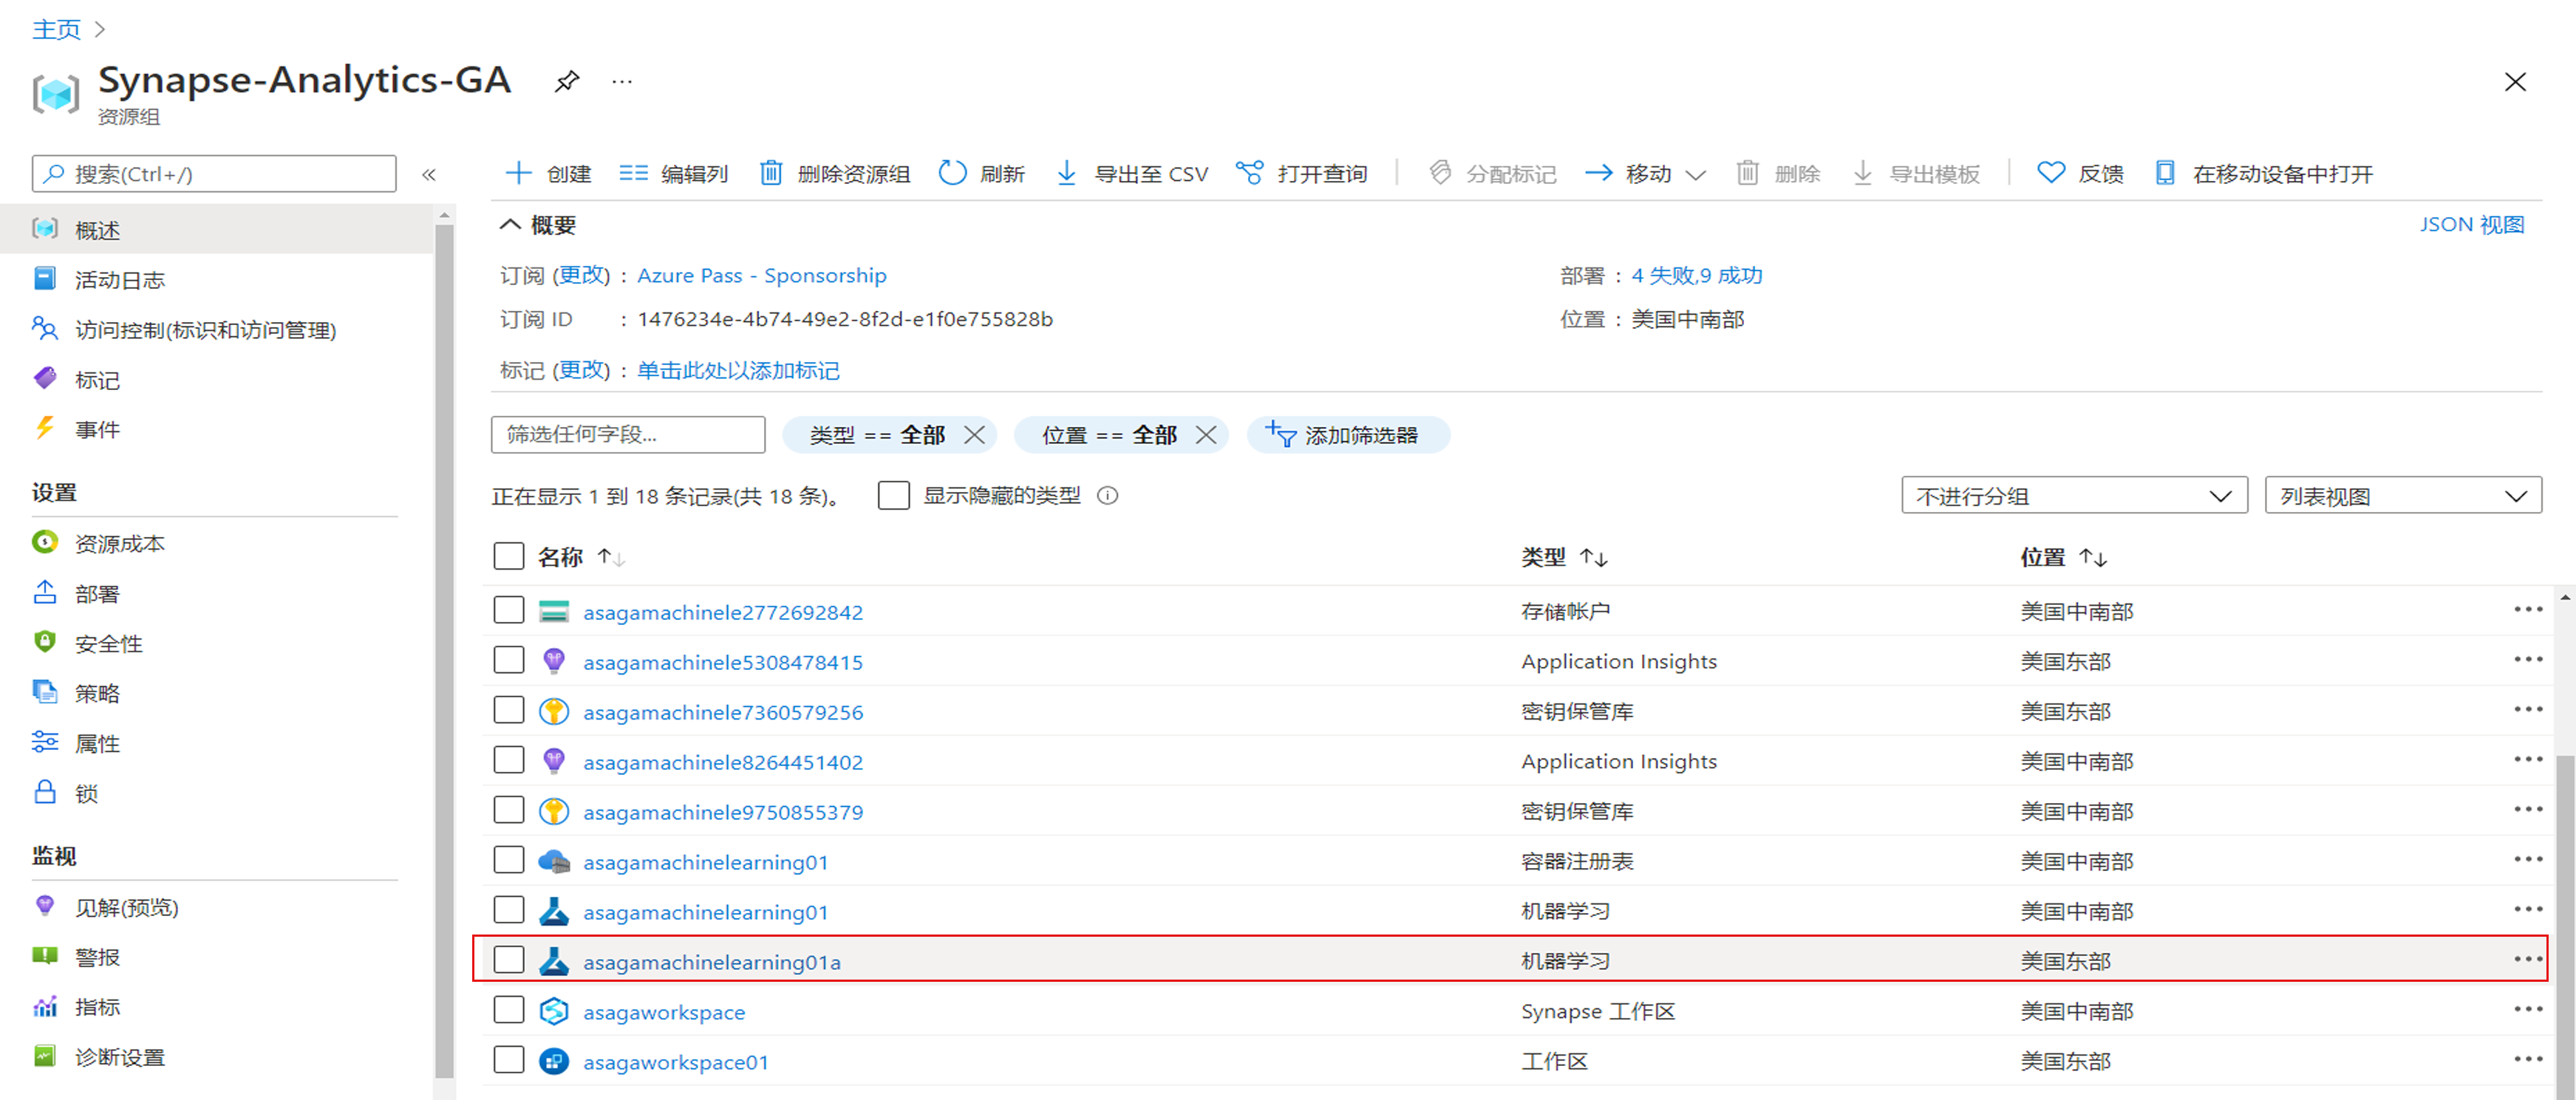 主页
Synapse-Analytics-GA
资源组
搜索(Ctrl+/)
概述
活动日志
访问控制(标识和访问管理)
标记
事件
设置
资源成本
部署
安全性
策略
属性
锁
监视
见解(预览)
警报
指标
诊断设置
创建 编辑列 删除资源组 刷新 导出至 CSV 打开查询 分配标记 移动 删除 导出模板 反馈 在移动设备中打开
概要 JSON 视图
订阅 (更改) : Azure Pass - Sponsorship 部署 : 4 失败,9 成功
订阅 ID : 1476234e-4b74-49e2-8f2d-e1f0e755828b 位置 : 美国中南部
标记 (更改) : 单击此处以添加标记
筛选任何字段... 类型 == 全部 位置 == 全部 添加筛选器
正在显示 1 到 18 条记录(共 18 条)。 显示隐藏的类型 不进行分组 列表视图
名称 类型 位置
asagamachinele2772692842 存储帐户 美国中南部
asagamachinele5308478415 Application Insights 美国东部
asagamachinele7360579256 密钥保管库 美国东部
asagamachinele8264451402 Application Insights 美国中南部
asagamachinele9750855379 密钥保管库 美国中南部
asagamachinelearning01 容器注册表 美国中南部
asagamachinelearning01 机器学习 美国中南部
asagamachinelearning01a 机器学习 美国东部
asagaworkspace Synapse 工作区 美国中南部
asagaworkspace01 工作区 美国东部